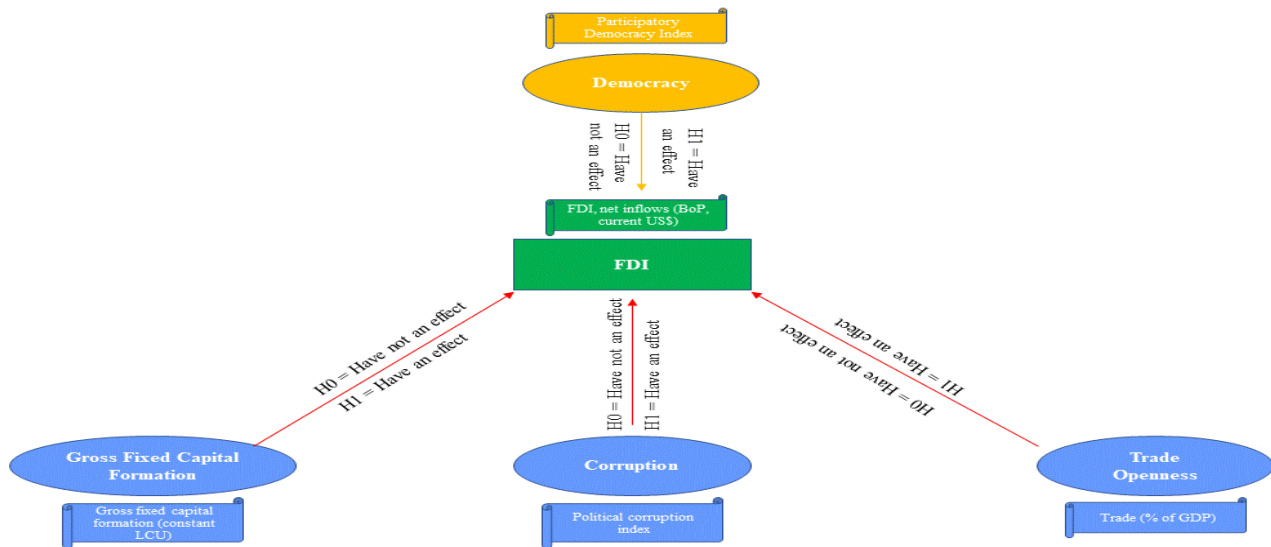 Participatory
Democracy Index
Democracy
H0 = Have
not an effect
H1 = Have
an effect
FDI, net inflows (BoP,
current US$)
FDI
H0 = Have not an effect
H1 = Have an effect
H0 = Have not an effect
H1 = Have an effect
H1 = Have an effect
H0 = Have not an effect
Gross Fixed Capital
Formation
Corruption
Trade
Openness
Gross fixed capital
formation (constant
LCU)
Political corruption
index
Trade (% of GDP)